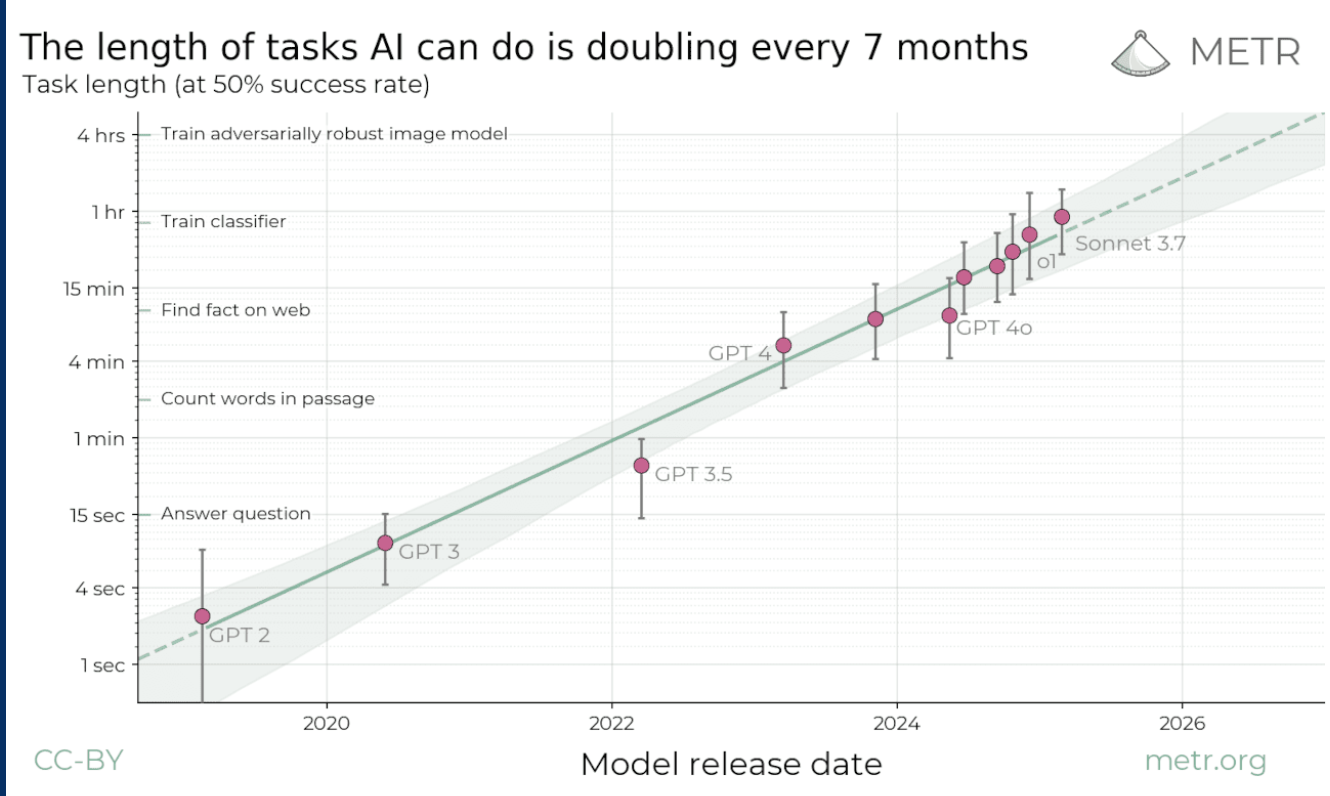 The length of tasks AI can do is doubling every 7 months
METR
Task length (at 50% success rate)
4 hrs
Train adversarially robust image model
1 hr
Train classifier
Sonnet 3.7
o1
15 min
Find fact on web
GPT 4o
GPT 4
4 min
Count words in passage
1 min
GPT 3.5
15 sec
Answer question
GPT 3
4 sec
GPT 2
1 sec
2020
2022
2024
2026
CC-BY
Model release date
metr.org